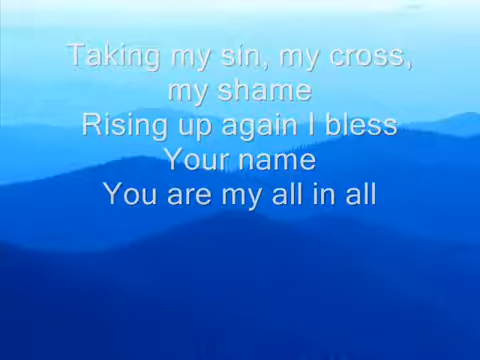 Taking my sin, my cross,
my shame
Rising up again I bless
Your name
You are my all in all